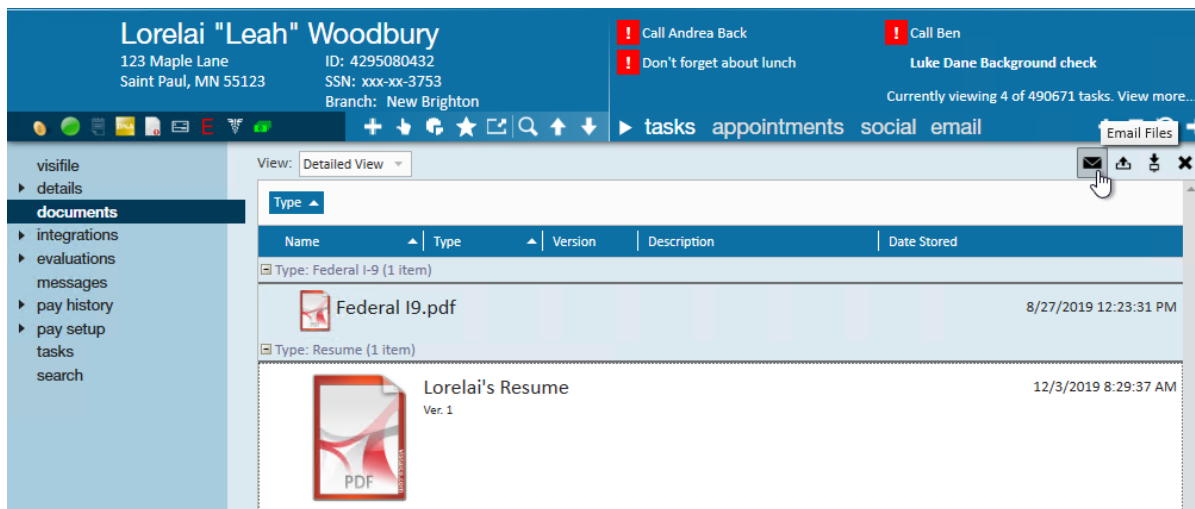 Lorelai "Leah" Woodbury
123 Maple Lane
Saint Paul, MN 55123
ID: 4295080432
SSN: xxx-xx-3753
Branch: New Brighton
! Call Andrea Back
! Don't forget about lunch
! Call Ben
Luke Dane Background check
Currently viewing 4 of 490671 tasks. View more...
E
tasks appointments social email
Email Files
visifile
details
documents
integrations
evaluations
messages
pay history
pay setup
tasks
search
View: Detailed View
Type
Name Type Version Description Date Stored
Type: Federal I-9 (1 item)
PDF Federal I9.pdf 8/27/2019 12:23:31 PM
Type: Resume (1 item)
Lorelai's Resume 12/3/2019 8:29:37 AM
Ver. 1
PDF